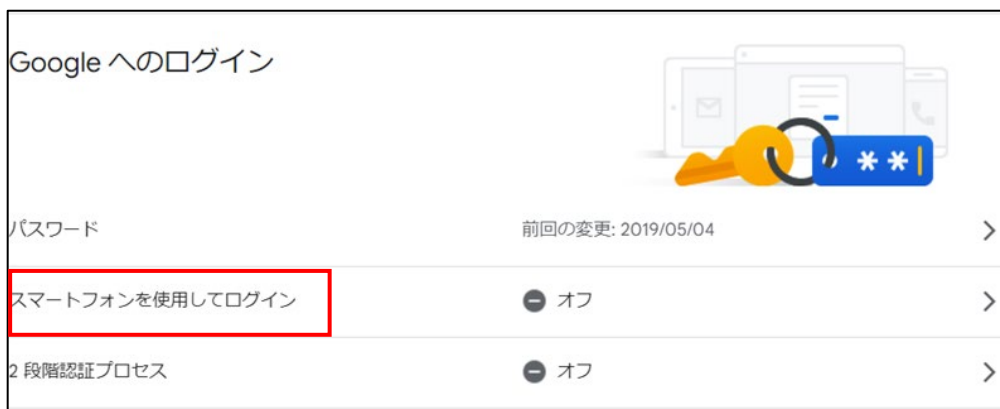 Google へのログイン
**
パスワード 前回の変更: 2019/05/04
スマートフォンを使用してログイン オフ
2 段階認証プロセス オフ